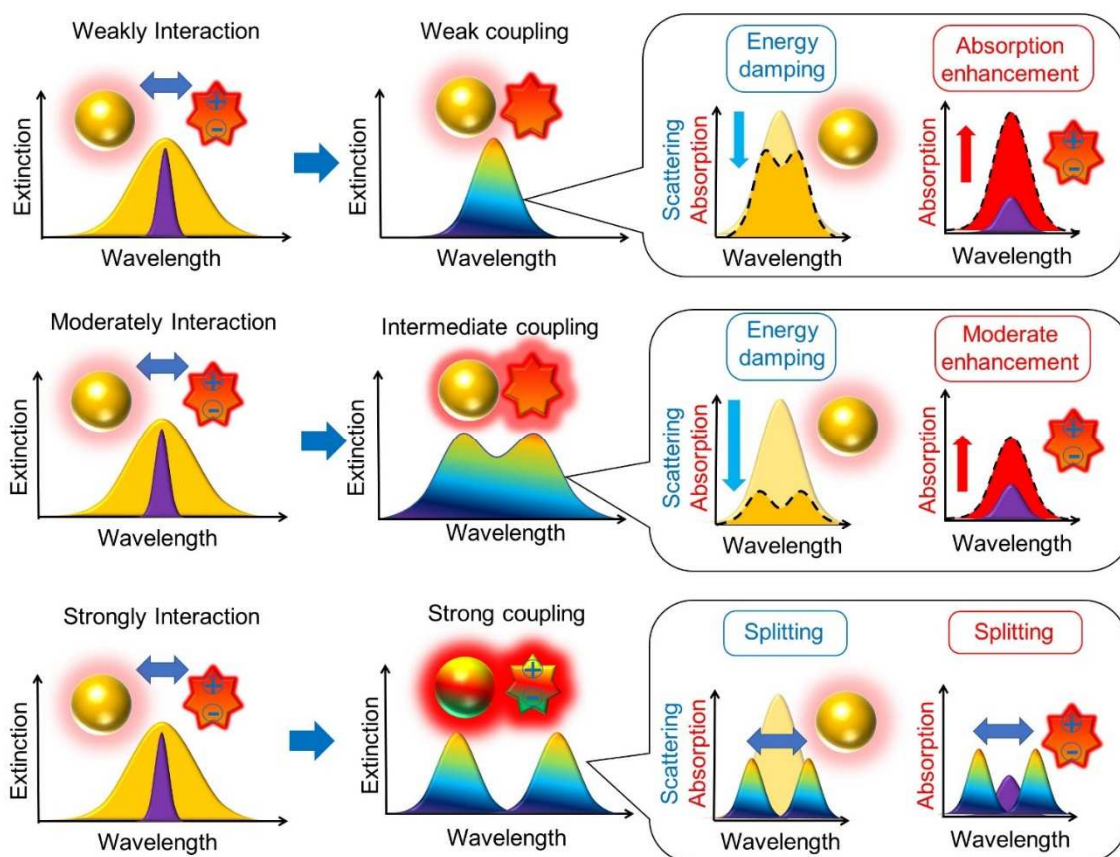 Weakly Interaction
+
-
Extinction
Wavelength
Weak coupling
Extinction
Wavelength
Energy
damping
Scattering
Absorption
Wavelength
Absorption
enhancement
+
-
Absorption
Wavelength
Moderately Interaction
+
-
Extinction
Wavelength
Intermediate coupling
Extinction
Wavelength
Energy
damping
Scattering
Absorption
Wavelength
Moderate
enhancement
+
-
Absorption
Wavelength
Strongly Interaction
+
-
Extinction
Wavelength
Strong coupling
+
-
Extinction
Wavelength
Splitting
Scattering
Absorption
Wavelength
Splitting
+
-
Absorption
Wavelength